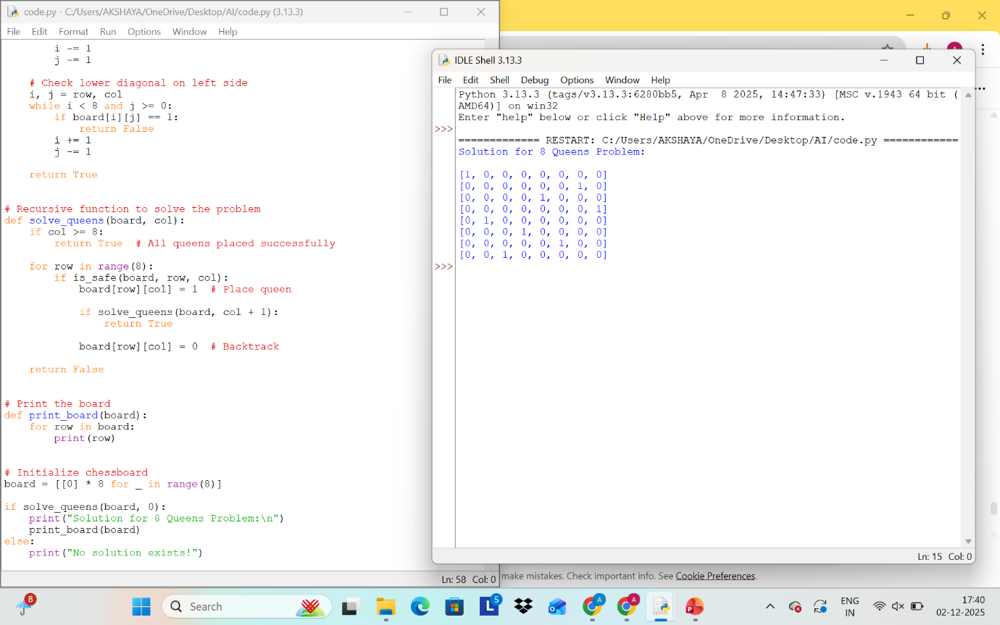 code.py - C:/Users/AKSHAYA/OneDrive/Desktop/AI/code.py (3.13.3)
File Edit Format Run Options Window Help
        i -= 1
        j -= 1

    # Check lower diagonal on left side
    i, j = row, col
    while i < 8 and j >= 0:
        if board[i][j] == 1:
            return False
        i += 1
        j -= 1

    return True


# Recursive function to solve the problem
def solve_queens(board, col):
    if col >= 8:
        return True  # All queens placed successfully

    for row in range(8):
        if is_safe(board, row, col):
            board[row][col] = 1  # Place queen

            if solve_queens(board, col + 1):
                return True

            board[row][col] = 0  # Backtrack

    return False


# Print the board
def print_board(board):
    for row in board:
        print(row)


# Initialize chessboard
board = [[0] * 8 for _ in range(8)]

if solve_queens(board, 0):
    print("Solution for 8 Queens Problem:\n")
    print_board(board)
else:
    print("No solution exists!")
Ln: 58 Col: 0
IDLE Shell 3.13.3
File Edit Shell Debug Options Window Help
Python 3.13.3 (tags/v3.13.3:6280bb5, Apr  8 2025, 14:47:33) [MSC v.1943 64 bit (
AMD64)] on win32
Enter "help" below or click "Help" above for more information.
>>>
============= RESTART: C:/Users/AKSHAYA/OneDrive/Desktop/AI/code.py ============
Solution for 8 Queens Problem:

[1, 0, 0, 0, 0, 0, 0, 0]
[0, 0, 0, 0, 0, 0, 1, 0]
[0, 0, 0, 0, 1, 0, 0, 0]
[0, 0, 0, 0, 0, 0, 0, 1]
[0, 1, 0, 0, 0, 0, 0, 0]
[0, 0, 0, 1, 0, 0, 0, 0]
[0, 0, 0, 0, 0, 1, 0, 0]
[0, 0, 1, 0, 0, 0, 0, 0]
>>>
Ln: 15 Col: 0
make mistakes. Check important info. See Cookie Preferences.
8
Search
L 5
A
A
P
ENG
IN
17:40
02-12-2025